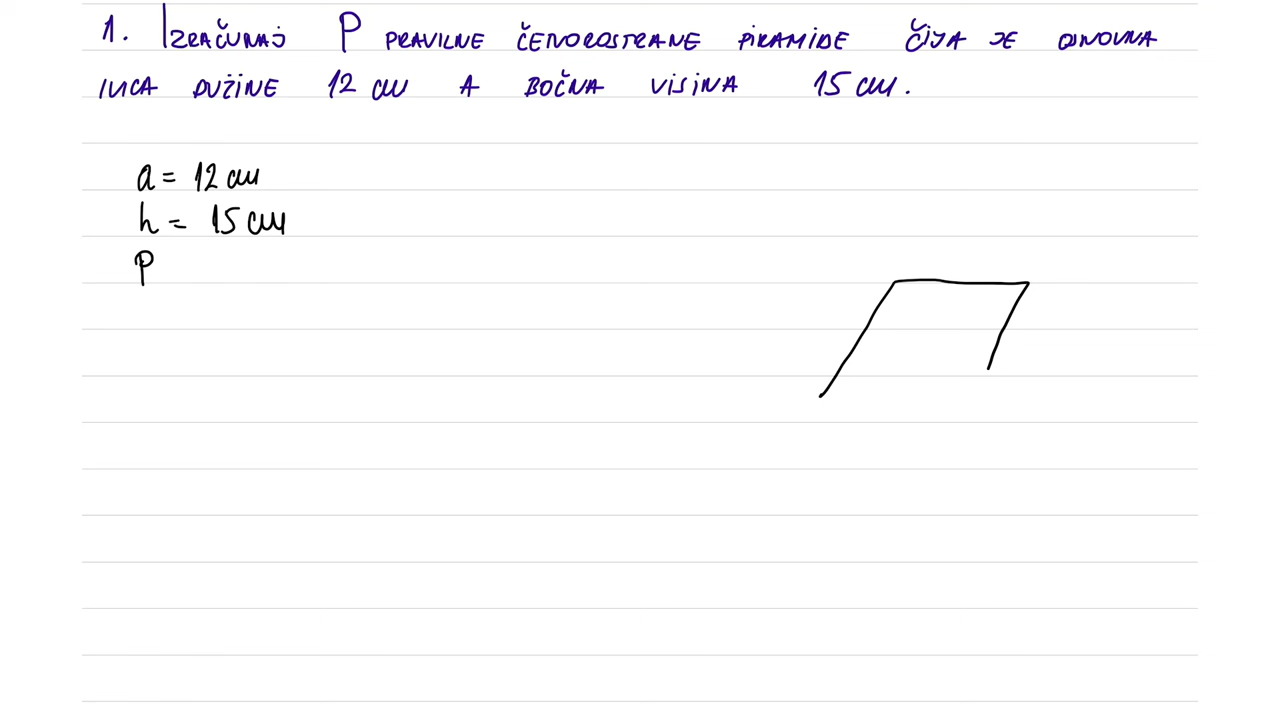 1. IZRAČUNAJ P PRAVILNE ČETVOROSTRANE PIRAMIDE ČIJA JE OSNOVNA
IVICA DUŽINE 12 cm A BOČNA VISINA 15 cm.
a = 12 cm
h = 15 cm
P